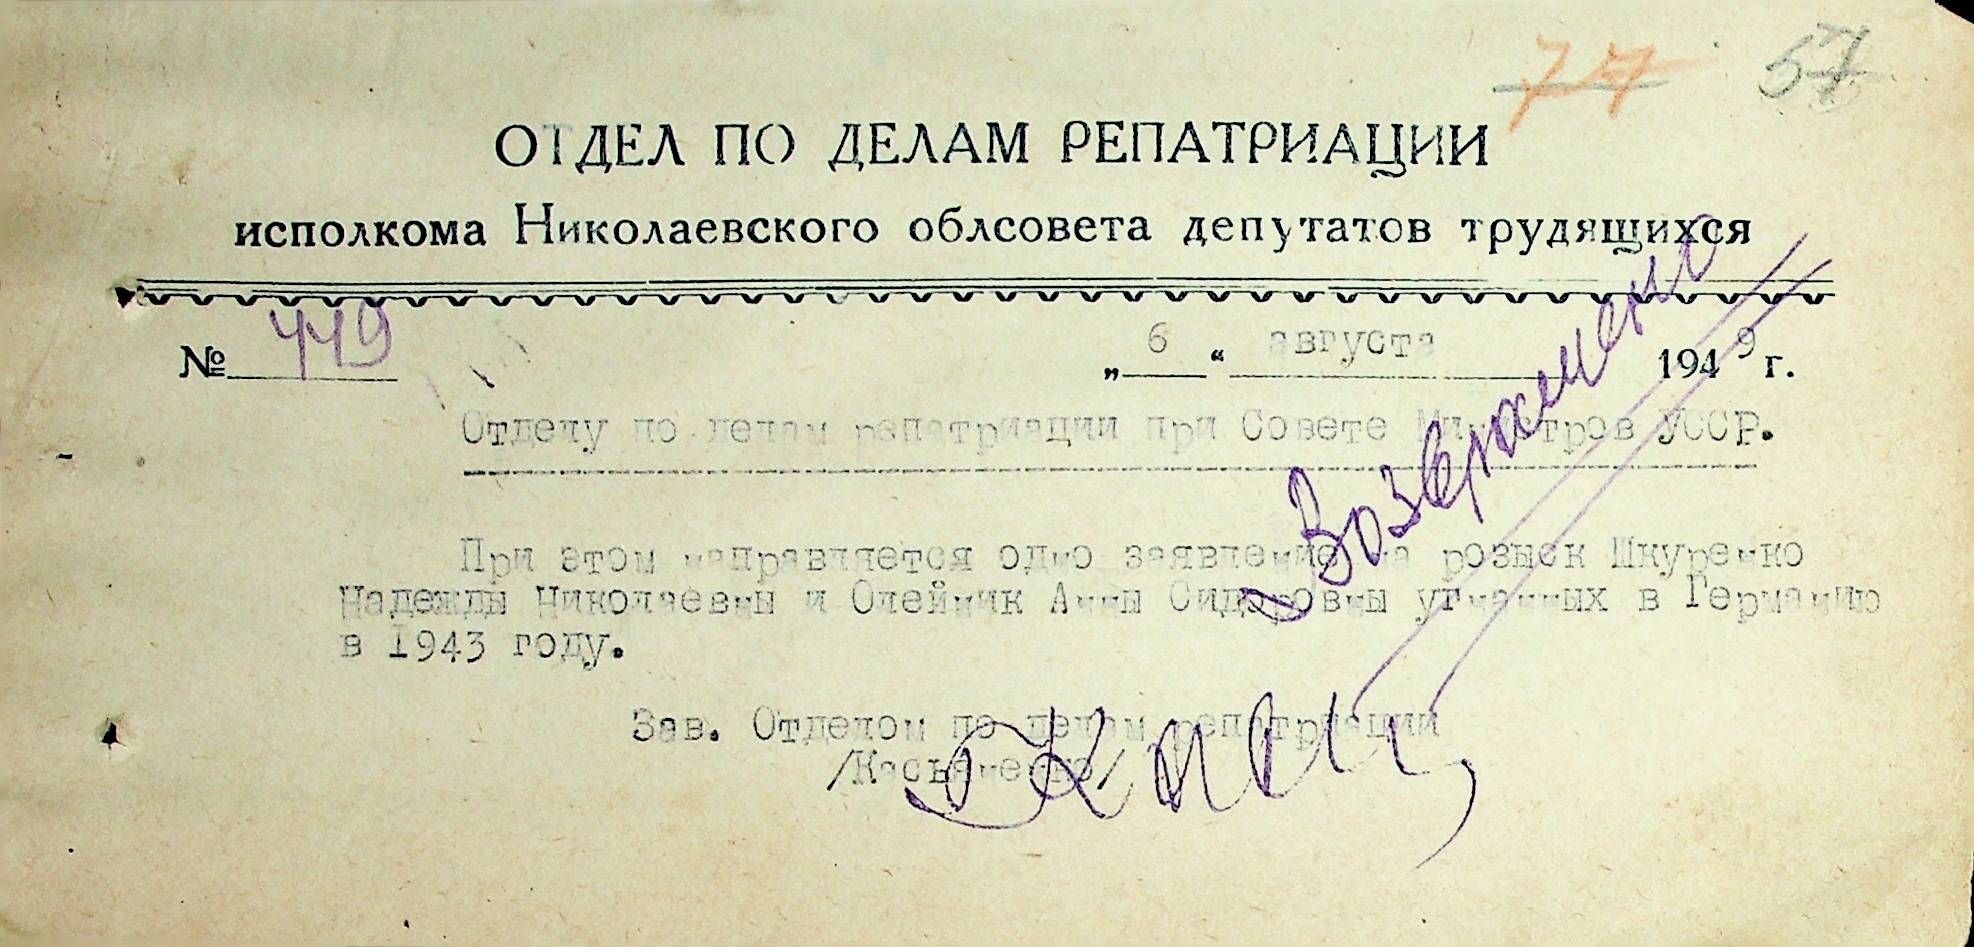 77 57
ОТДЕЛ ПО ДЕЛАМ РЕПАТРИАЦИИ
исполкома Николаевского облсовета депутатов трудящихся
№ 449 „ 6 “ августа 1949 г.
Отделу по делам репатриации при Совете Министров УССР.
Возвращено
При этом направляется одно заявление на розыск Шкуренко
Надежды Николаевны и Олейник Анны Сидоровны угнанных в Германию
в 1943 году.
Зав. Отделом по делам репатриации
/Касьяненко/